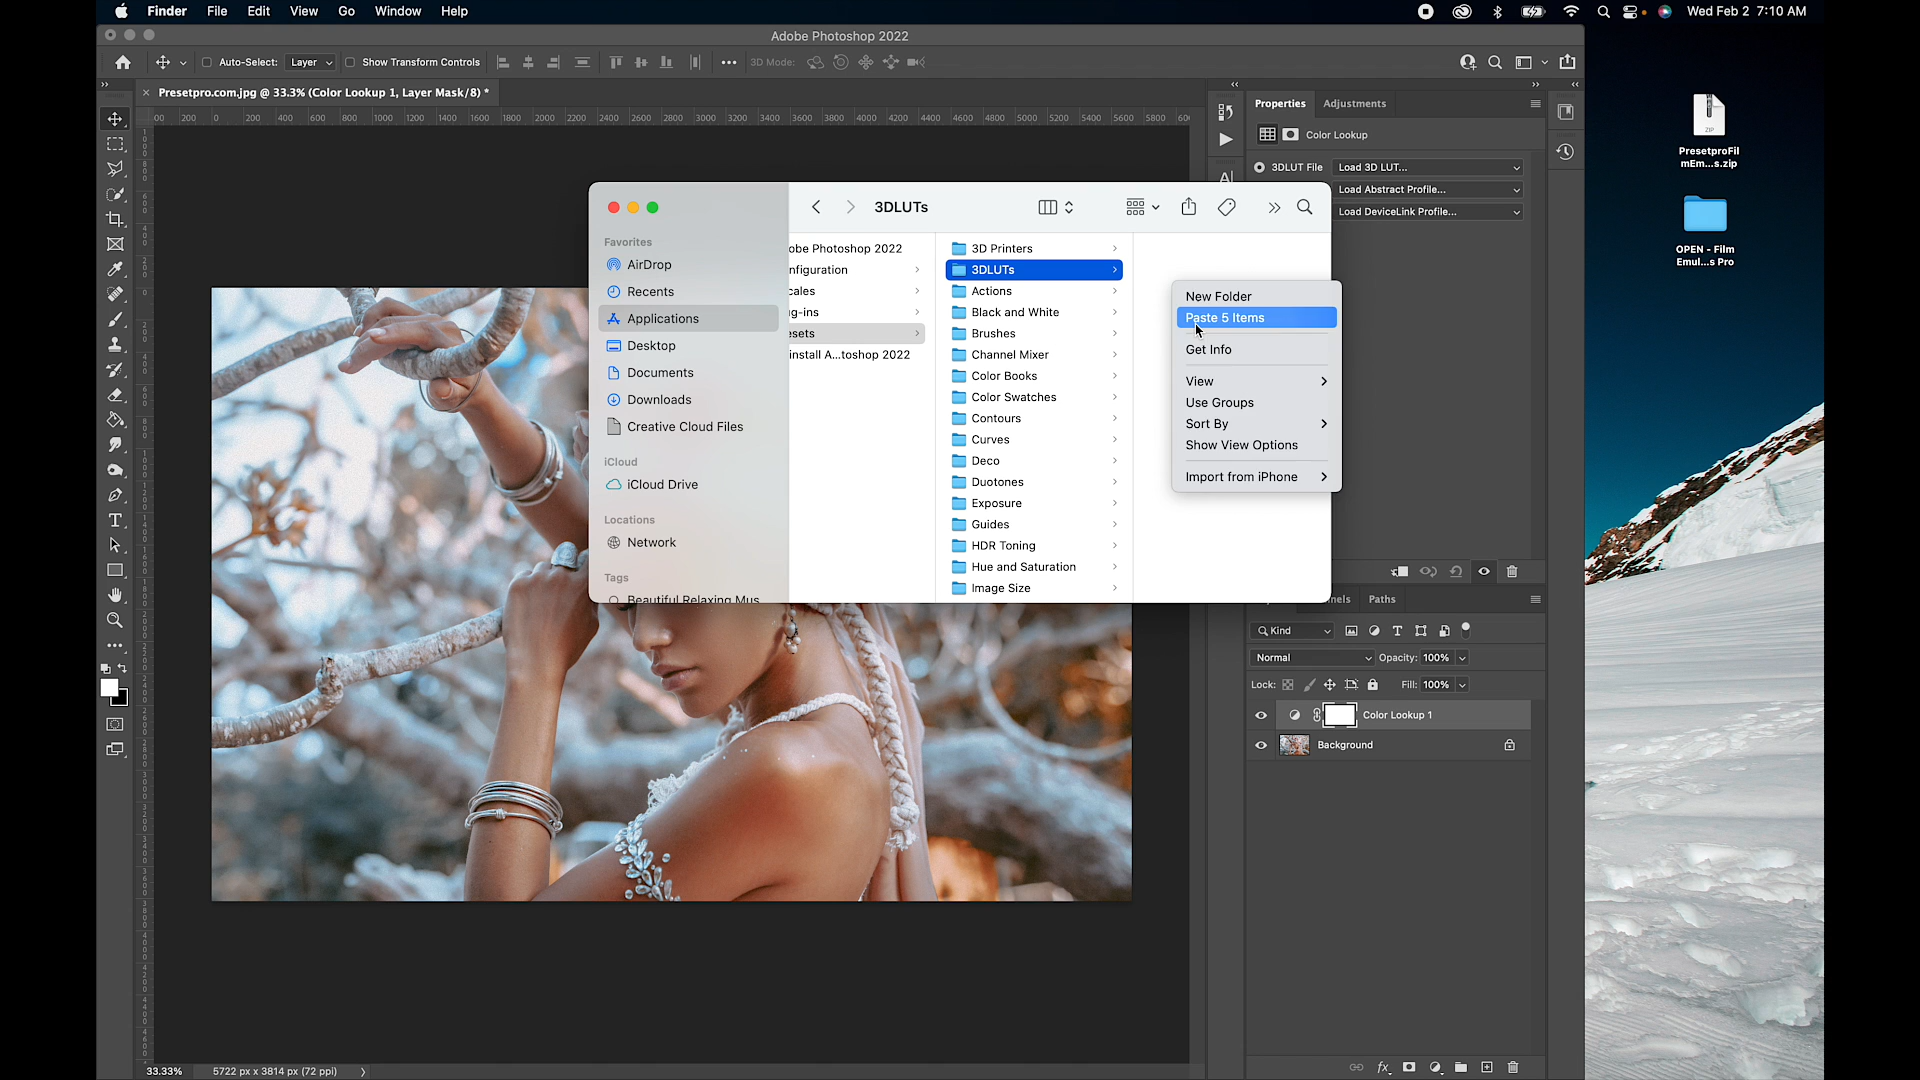 Finder File Edit View Go Window Help
Wed Feb 2 7:10 AM
Adobe Photoshop 2022
Auto-Select: Layer Show Transform Controls 3D Mode:
Presetpro.com.jpg @ 33.3% (Color Lookup 1, Layer Mask/8) *
Properties Adjustments
Color Lookup
3DLUT File Load 3D LUT...
Load Abstract Profile...
Load DeviceLink Profile...
ZIP
PresetproFil
mEm...s.zip
OPEN - Film
Emul...s Pro
3DLUTs
Favorites
AirDrop
Recents
Applications
Desktop
Documents
Downloads
Creative Cloud Files
iCloud
iCloud Drive
Locations
Network
Tags
Beautiful Relaxing Mus
obe Photoshop 2022
nfiguration
cales
ug-ins
esets
install A...toshop 2022
3D Printers
3DLUTs
Actions
Black and White
Brushes
Channel Mixer
Color Books
Color Swatches
Contours
Curves
Deco
Duotones
Exposure
Guides
HDR Toning
Hue and Saturation
Image Size
New Folder
Paste 5 Items
Get Info
View
Use Groups
Sort By
Show View Options
Import from iPhone
nels Paths
Kind
Normal Opacity: 100%
Lock: Fill: 100%
Color Lookup 1
Background
33.33% 5722 px x 3814 px (72 ppi)